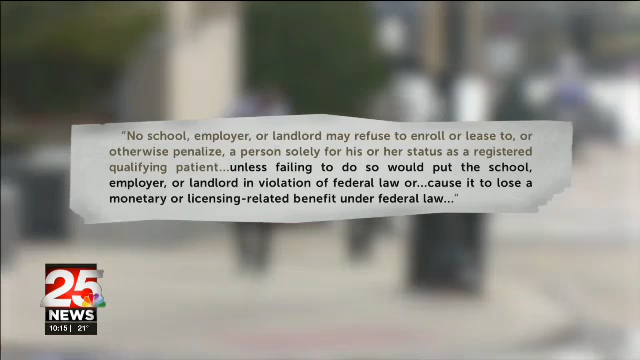 "No school, employer, or landlord may refuse to enroll or lease to, or
otherwise penalize, a person solely for his or her status as a registered
qualifying patient...unless failing to do so would put the school,
employer, or landlord in violation of federal law or...cause it to lose a
monetary or licensing-related benefit under federal law..."
25
NEWS
10:15 | 21°